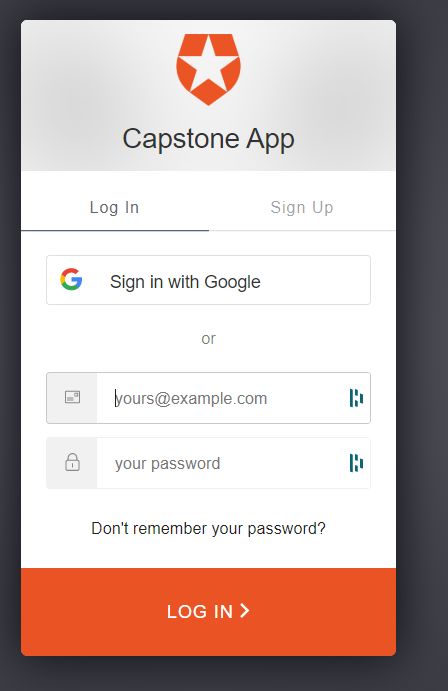 Capstone App
Log In
Sign Up
Sign in with Google
or
yours@example.com
your password
Don't remember your password?
LOG IN